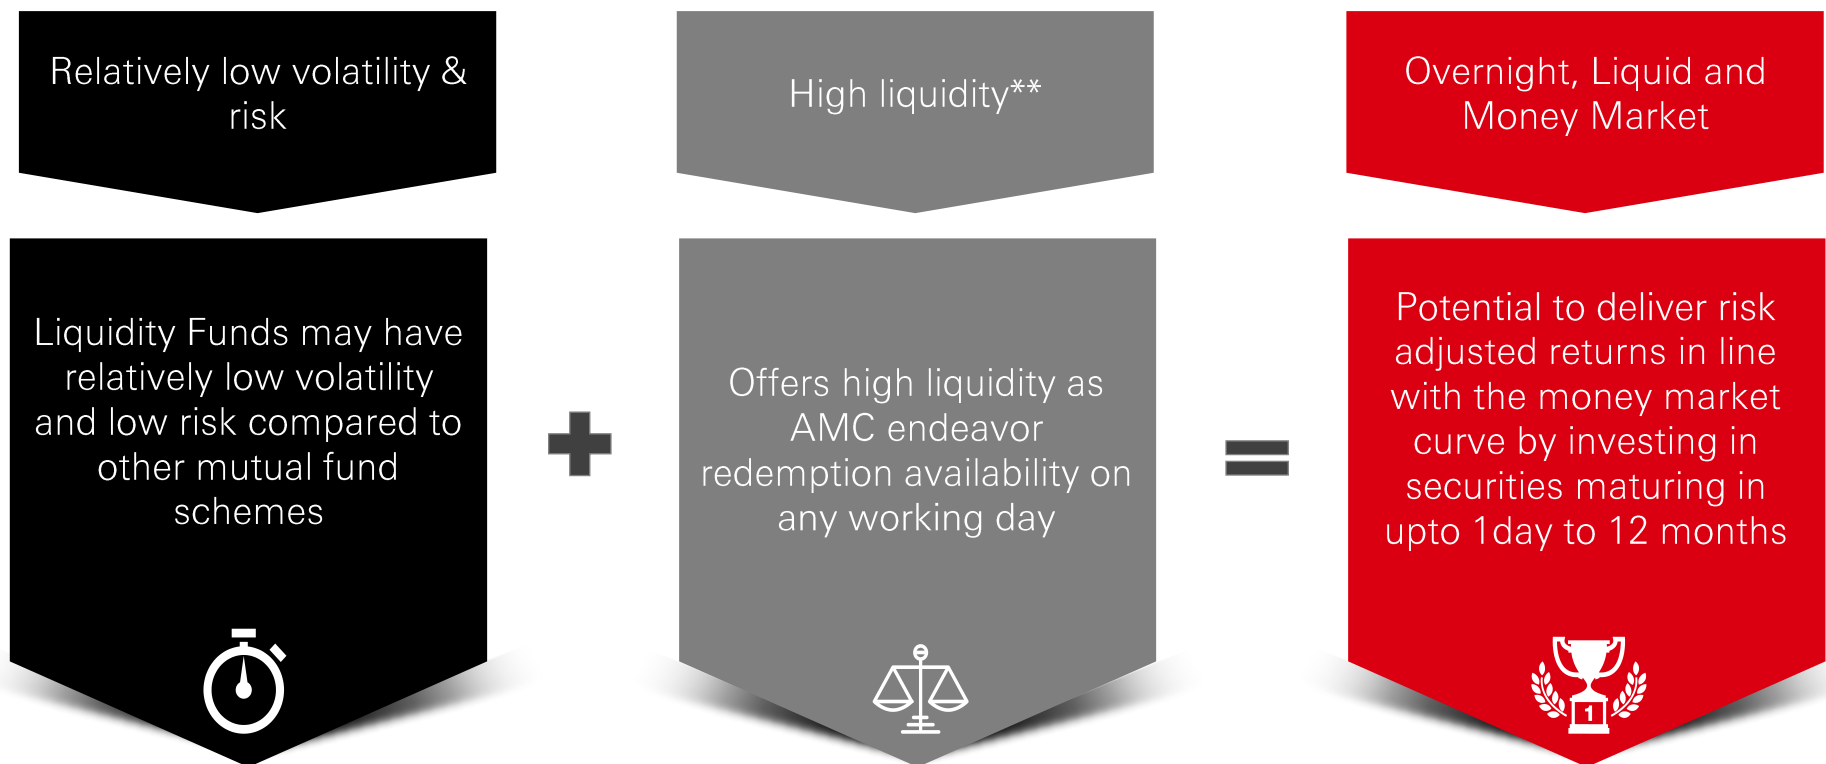 Relatively low volatility &
risk
High liquidity**
Overnight, Liquid and
Money Market
Liquidity Funds may have
relatively low volatility
and low risk compared to
other mutual fund
schemes
Offers high liquidity as
AMC endeavor
redemption availability on
any working day
Potential to deliver risk
adjusted returns in line
with the money market
curve by investing in
securities maturing in
upto 1day to 12 months
1